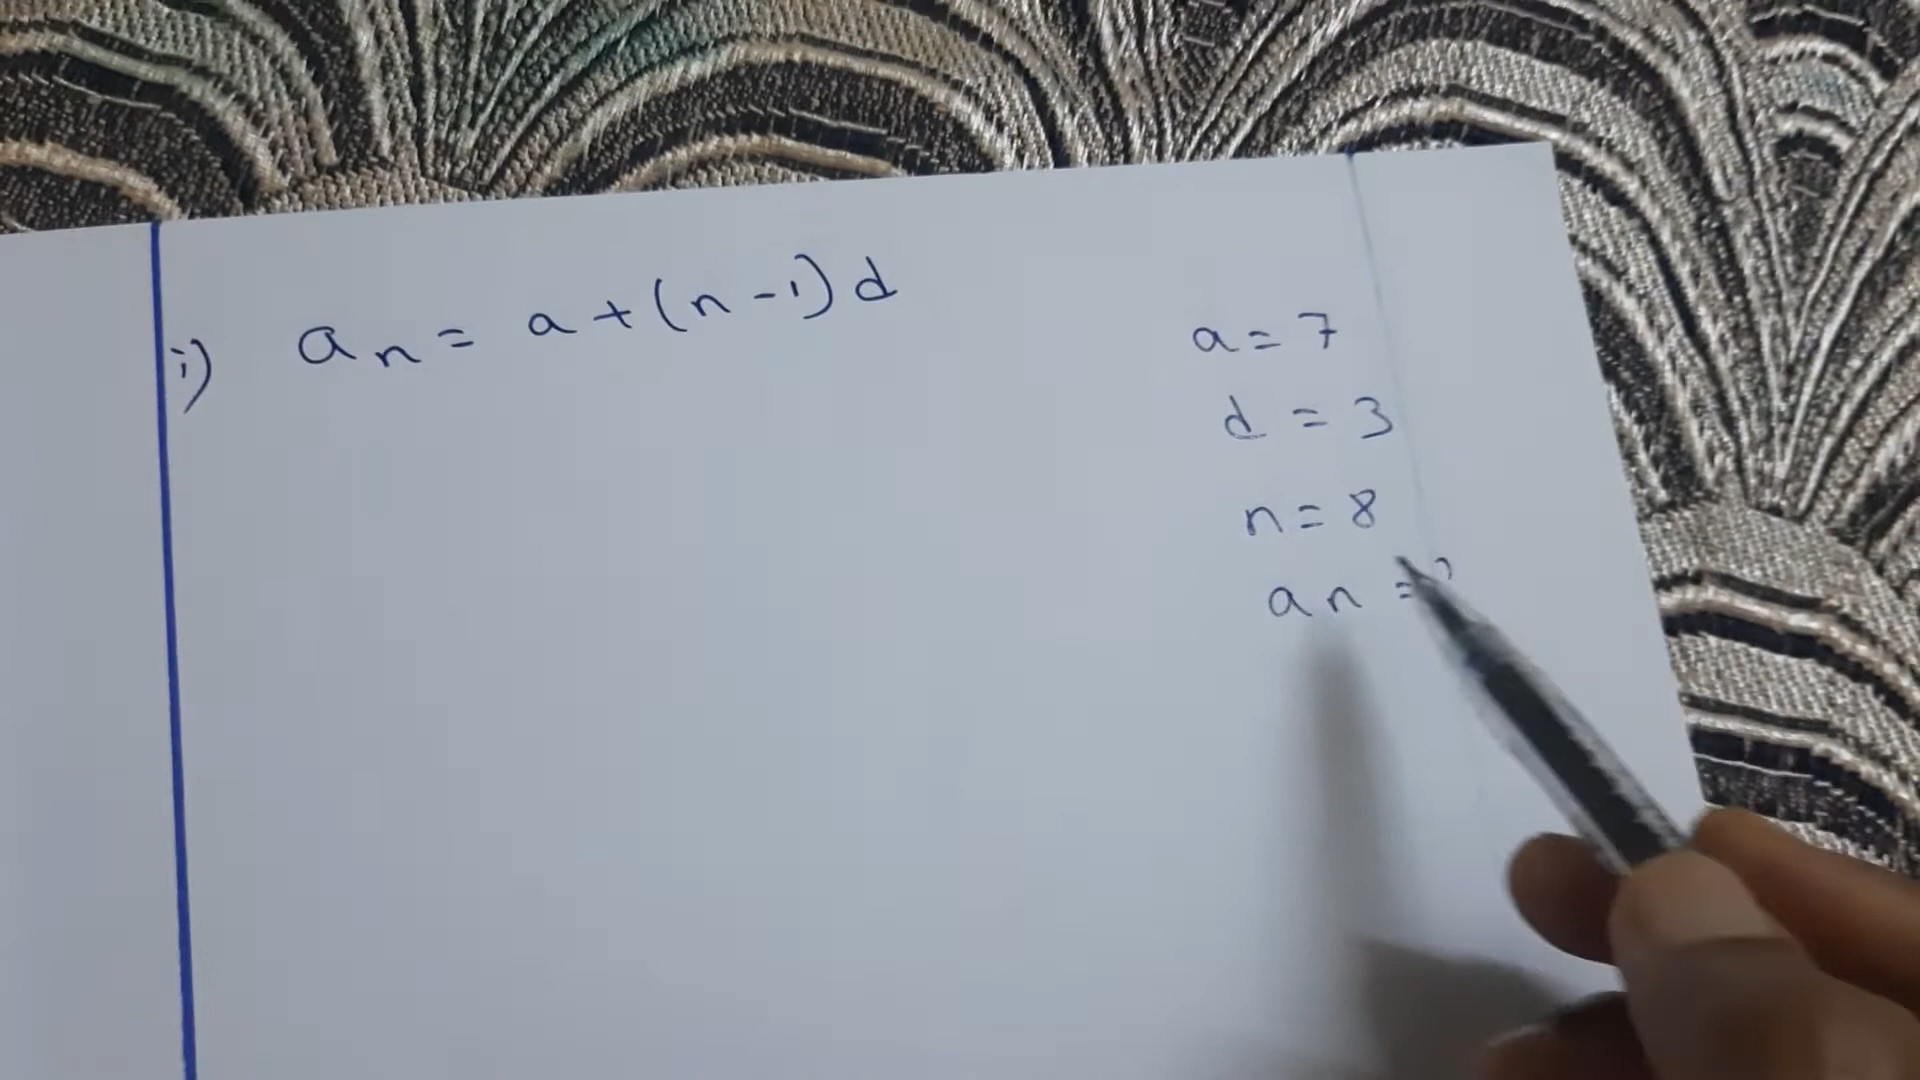 i) an = a + (n - 1) d
a = 7
d = 3
n = 8
an = ?